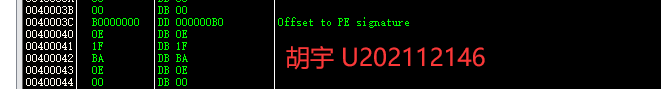 0040003B 00 DB 00
0040003C B0000000 DD 000000B0 Offset to PE signature
00400040 0E DB 0E
00400041 1F DB 1F
00400042 BA DB BA
00400043 0E DB 0E
00400044 00 DB 00
胡宇 U202112146